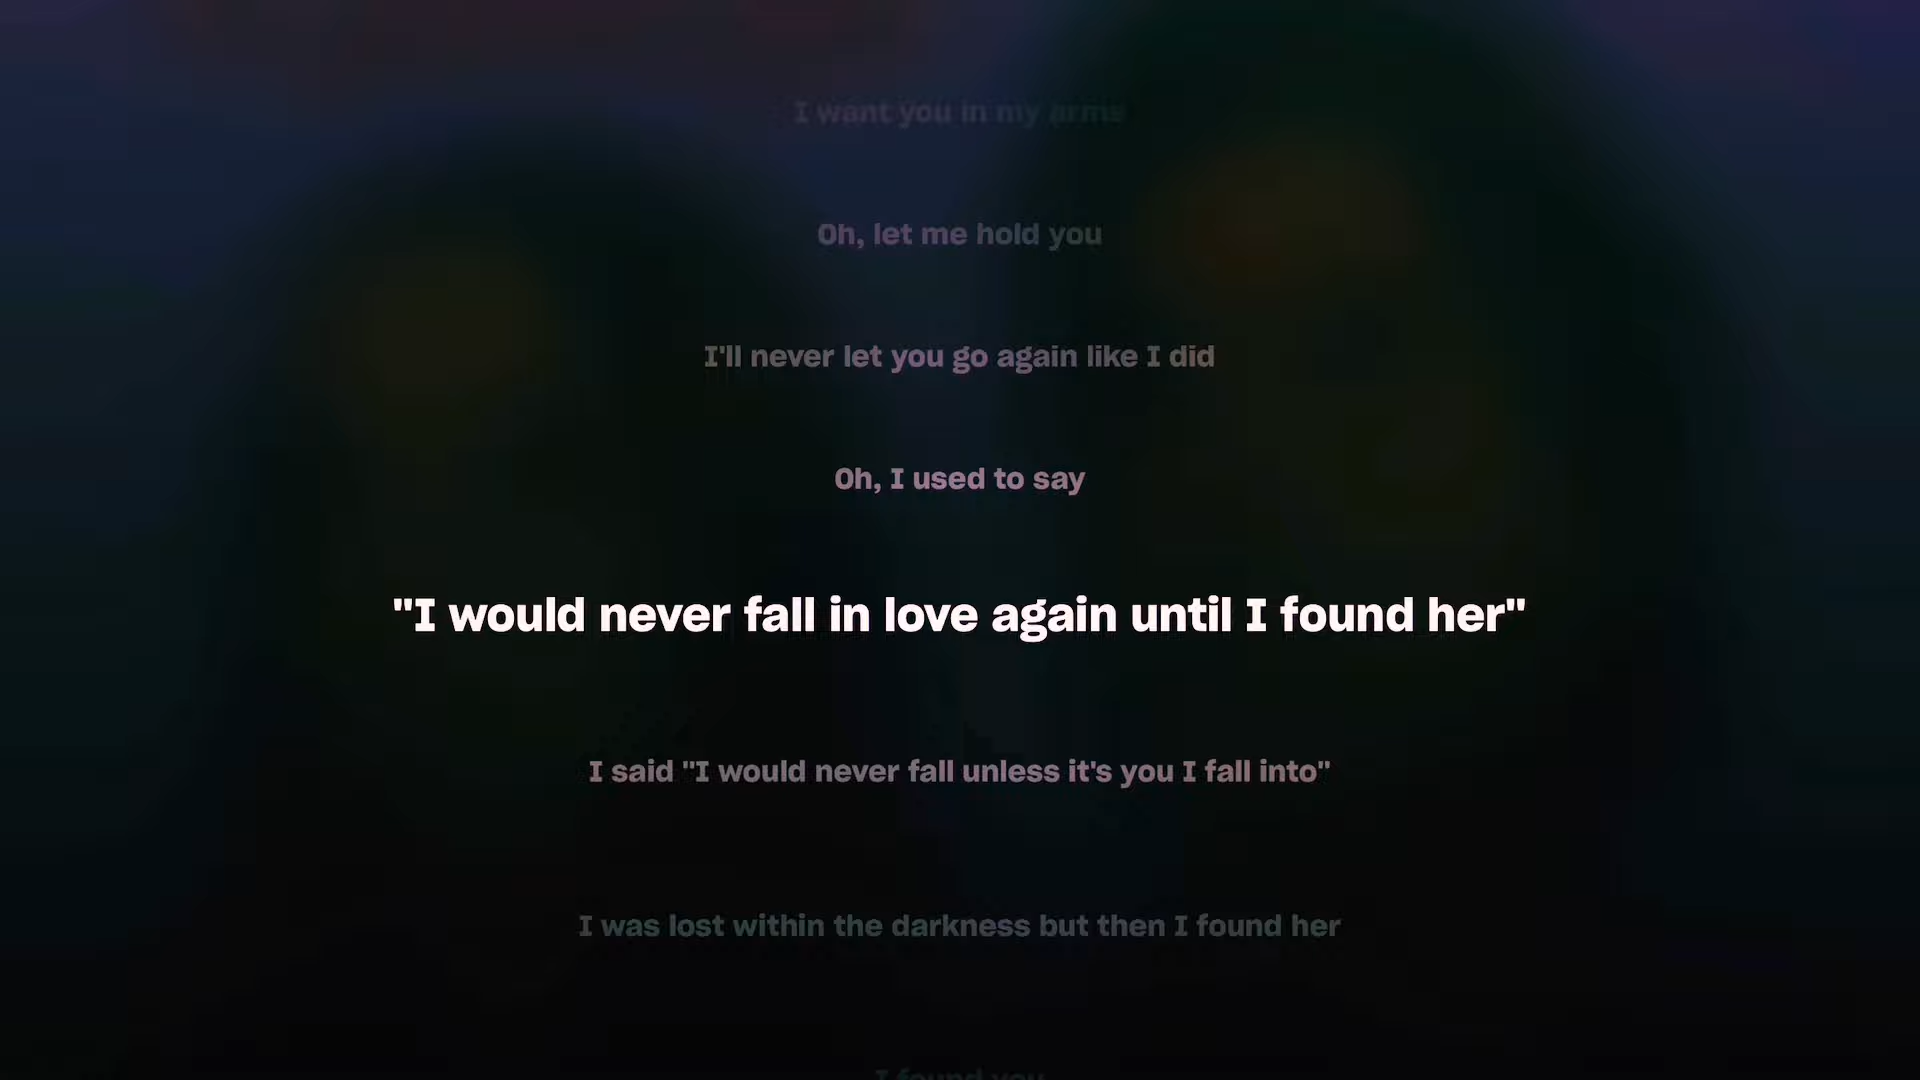 I want you in my arms
Oh, let me hold you
I'll never let you go again like I did
Oh, I used to say
"I would never fall in love again until I found her"
I said "I would never fall unless it's you I fall into"
I was lost within the darkness but then I found her
I found you